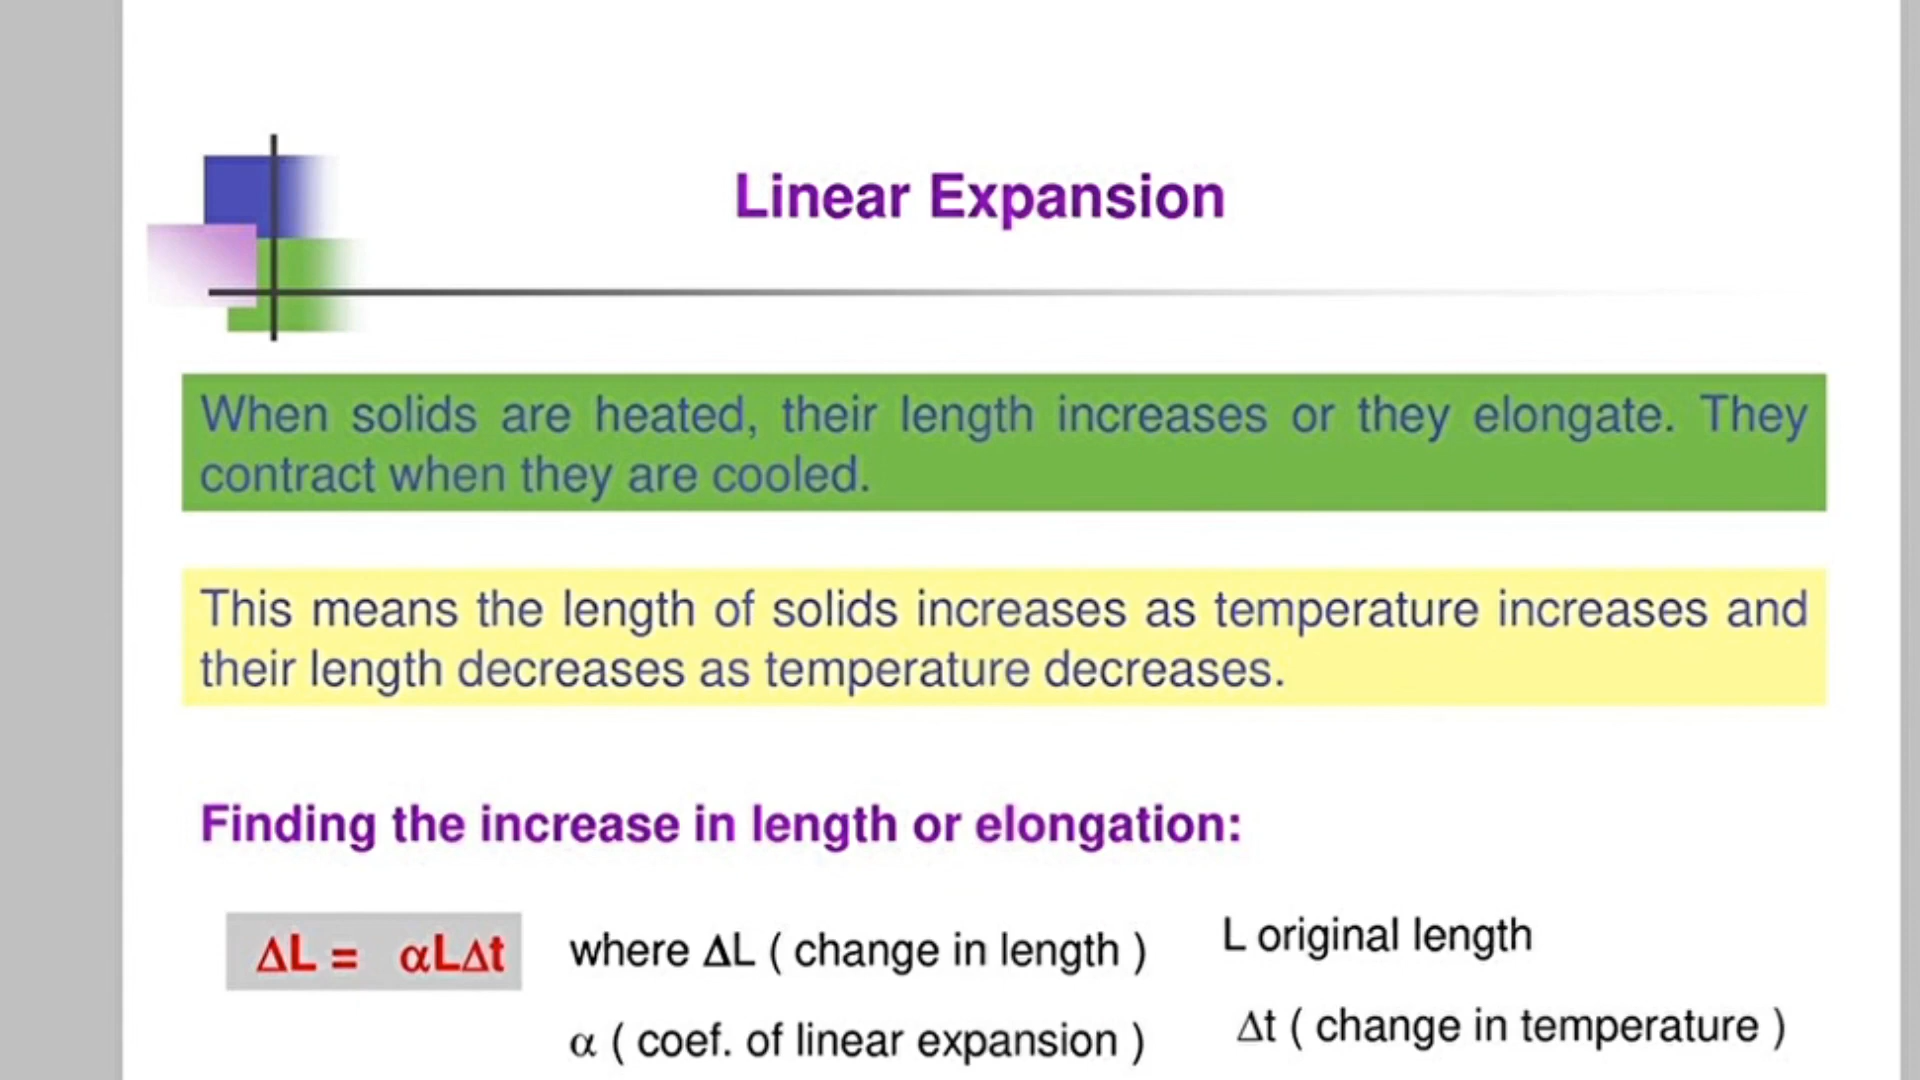 Linear Expansion
When solids are heated, their length increases or they elongate. They
contract when they are cooled.
This means the length of solids increases as temperature increases and
their length decreases as temperature decreases.
Finding the increase in length or elongation:
ΔL = αLΔt where ΔL ( change in length ) L original length
α ( coef. of linear expansion ) Δt ( change in temperature )